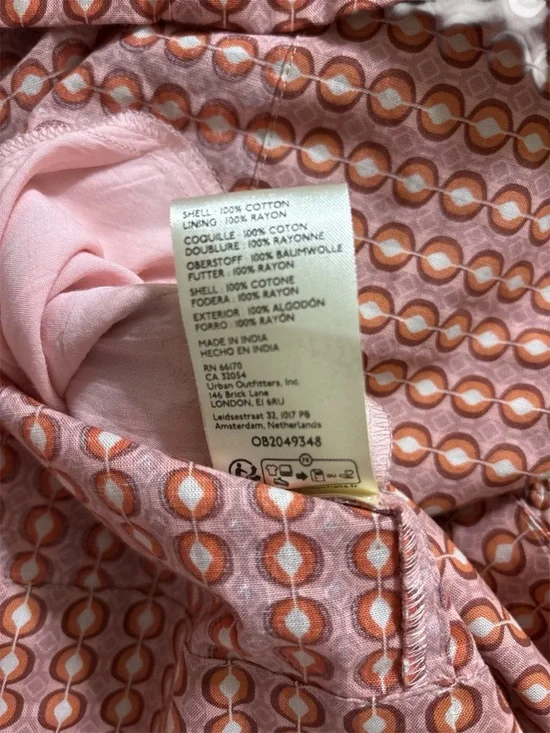 SHELL : 100% COTTON
LINING : 100% RAYON
COQUILLE : 100% COTON
DOUBLURE : 100% RAYONNE
OBERSTOFF : 100% BAUMWOLLE
FUTTER : 100% RAYON
SHELL : 100% COTONE
FODERA : 100% RAYON
EXTERIOR : 100% ALGODÓN
FORRO : 100% RAYÓN
MADE IN INDIA
HECHO EN INDIA
RN 66170
CA 32054
Urban Outfitters, Inc.
146 Brick Lane
LONDON, E1 6RU
Leidsestraat 32, 1017 PB
Amsterdam, Netherlands
OB2049348
FR
OU